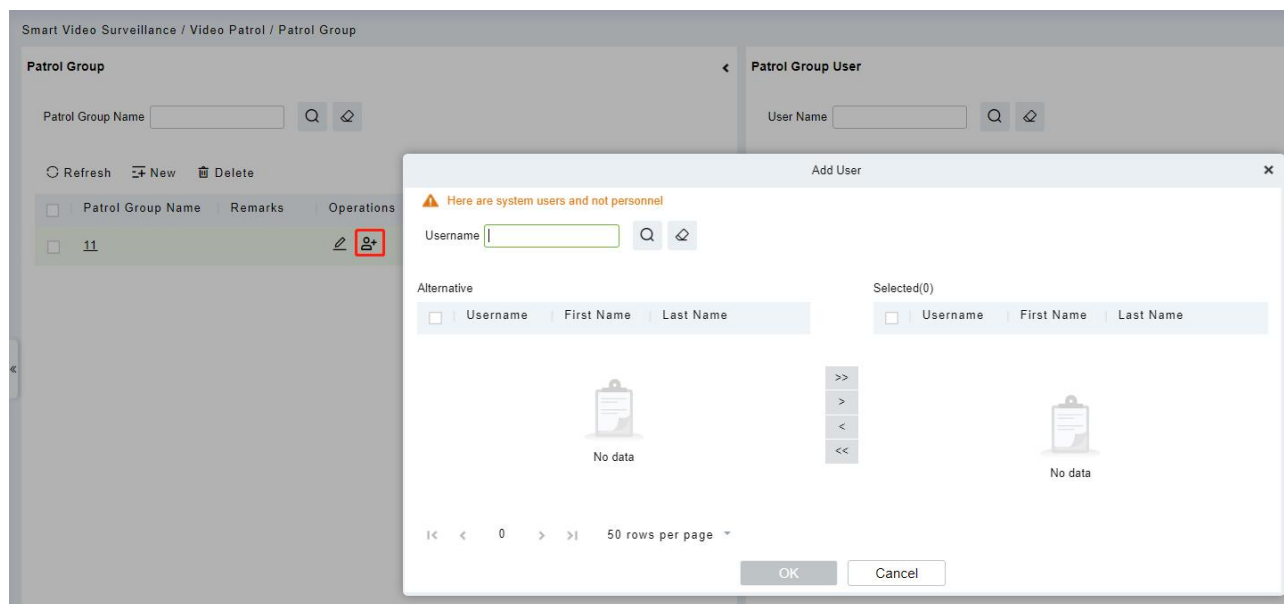 Smart Video Surveillance / Video Patrol / Patrol Group
Patrol Group
Patrol Group Name
Refresh New Delete
Patrol Group Name Remarks Operations
11
Patrol Group User
User Name
Add User
Here are system users and not personnel
Username
Alternative
Username First Name Last Name
No data
>>
>
<
<<
Selected(0)
Username First Name Last Name
No data
0 50 rows per page
OK Cancel